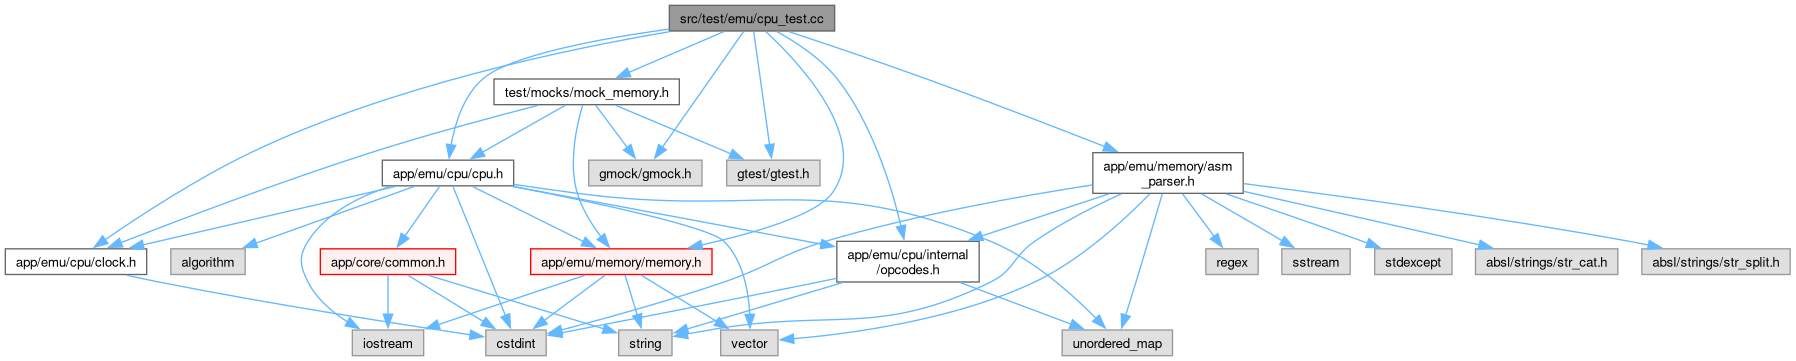 src/test/emu/cpu_test.cc
test/mocks/mock_memory.h
app/emu/cpu/cpu.h
gmock/gmock.h
gtest/gtest.h
app/emu/memory/asm
_parser.h
app/emu/cpu/clock.h
algorithm
app/core/common.h
app/emu/memory/memory.h
app/emu/cpu/internal
/opcodes.h
regex
sstream
stdexcept
absl/strings/str_cat.h
absl/strings/str_split.h
iostream
cstdint
string
vector
unordered_map